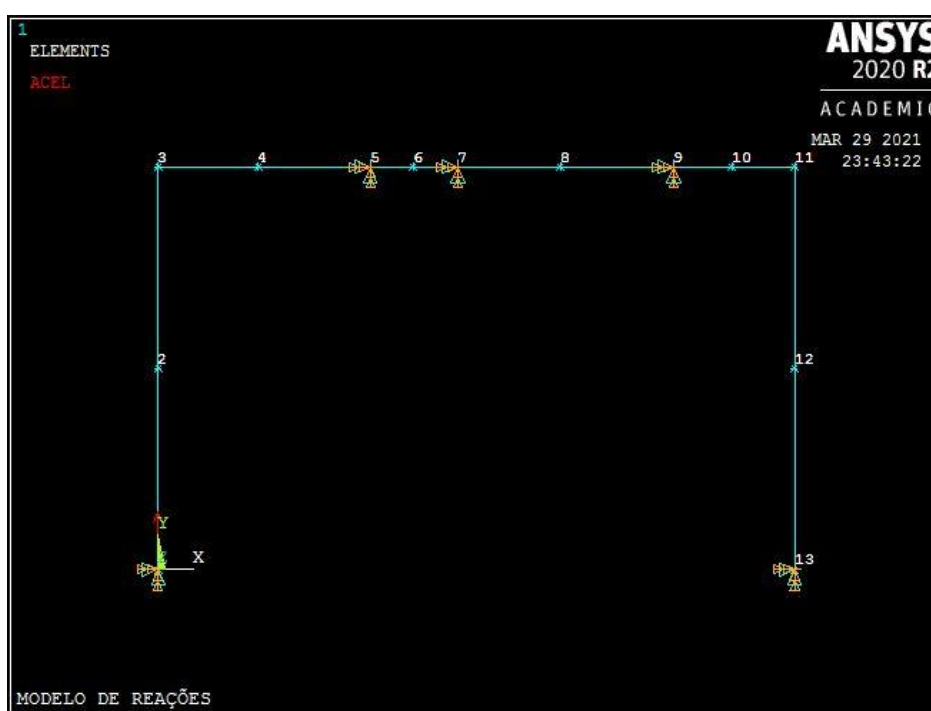 1
ELEMENTS
ACEL
ANSYS
2020 R2
ACADEMIC
MAR 29 2021
23:43:22
3 4 5 6 7 8 9 10 11
2 12
Y
X
13
MODELO DE REAÇÕES